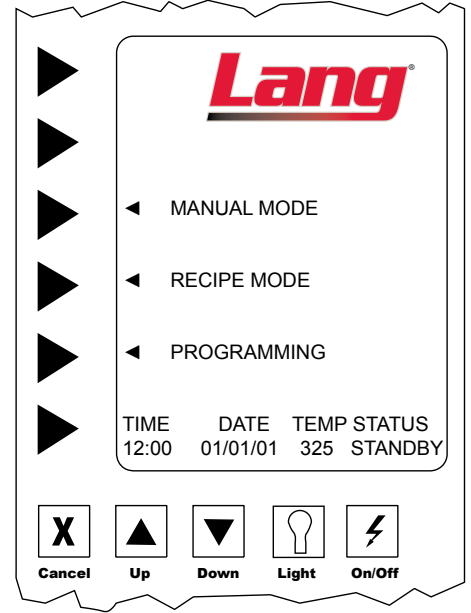 Lang®
MANUAL MODE
RECIPE MODE
PROGRAMMING
TIME DATE TEMP STATUS
12:00 01/01/01 325 STANDBY
X
Cancel Up Down Light On/Off